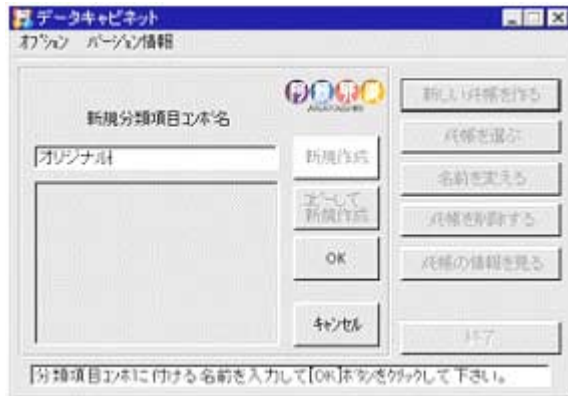 データキャビネット
オプション バージョン情報
新規分類項目コンボ名
オリジナル
新規作成
コピーして
新規作成
OK
キャンセル
新しい台帳を作る
台帳を選ぶ
名前を変える
台帳を削除する
台帳の情報を見る
終了
分類項目コンボに付ける名前を入力して【OK】ボタンをクリックして下さい。